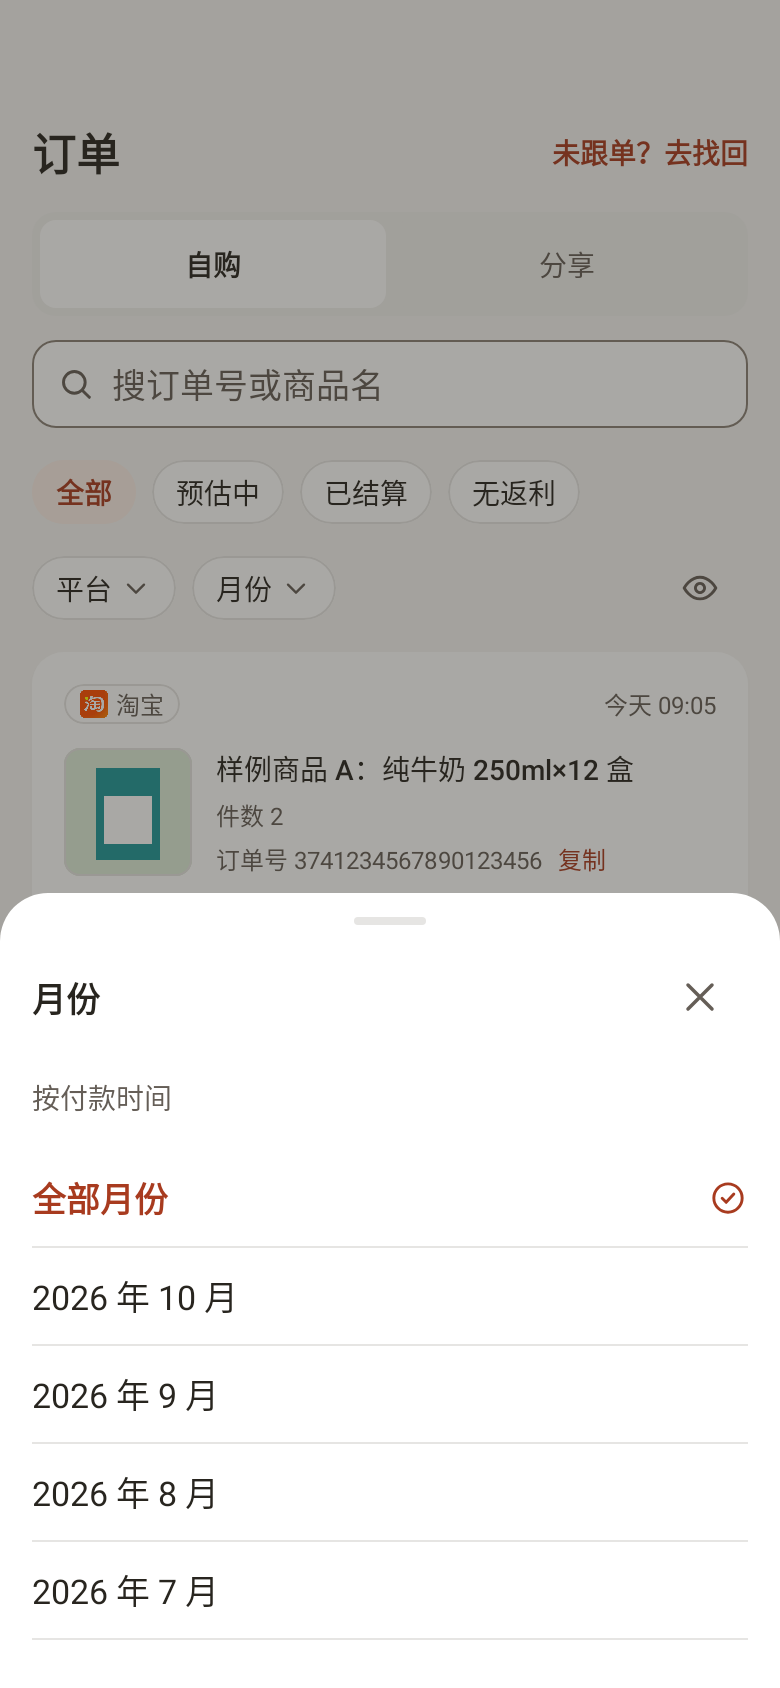 订单
未跟单？去找回
自购
分享
搜订单号或商品名
全部
预估中
已结算
无返利
平台
月份
淘 淘宝
今天 09:05
样例商品 A：纯牛奶 250ml×12 盒
件数 2
订单号 3741234567890123456 复制
月份
按付款时间
全部月份
2026 年 10 月
2026 年 9 月
2026 年 8 月
2026 年 7 月